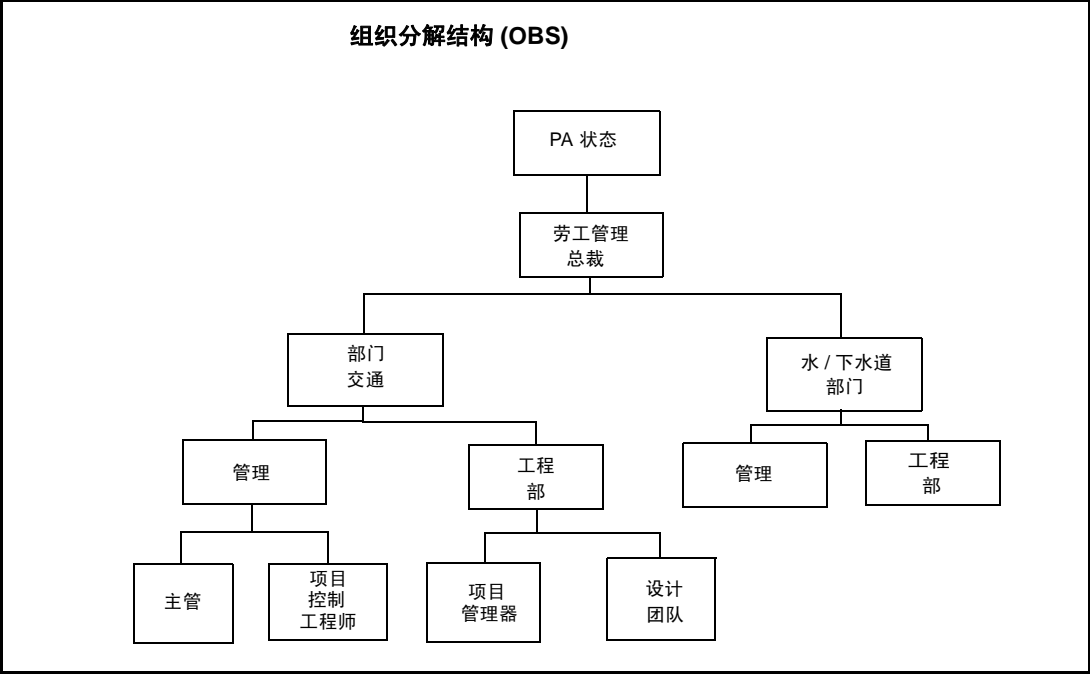 组织分解结构 (OBS)
PA 状态
劳工管理
总裁
部门
交通
水 / 下水道
部门
管理
工程
部
管理
工程
部
主管
项目
控制
工程师
项目
管理器
设计
团队